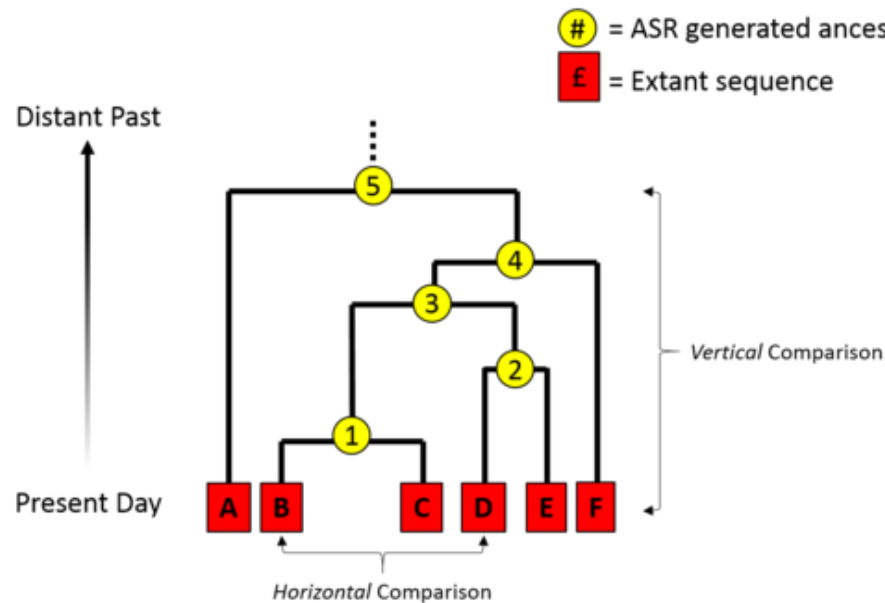 # = ASR generated ances
£ = Extant sequence
Distant Past
5
4
3
2
1
Vertical Comparison
Present Day
A B C D E F
Horizontal Comparison